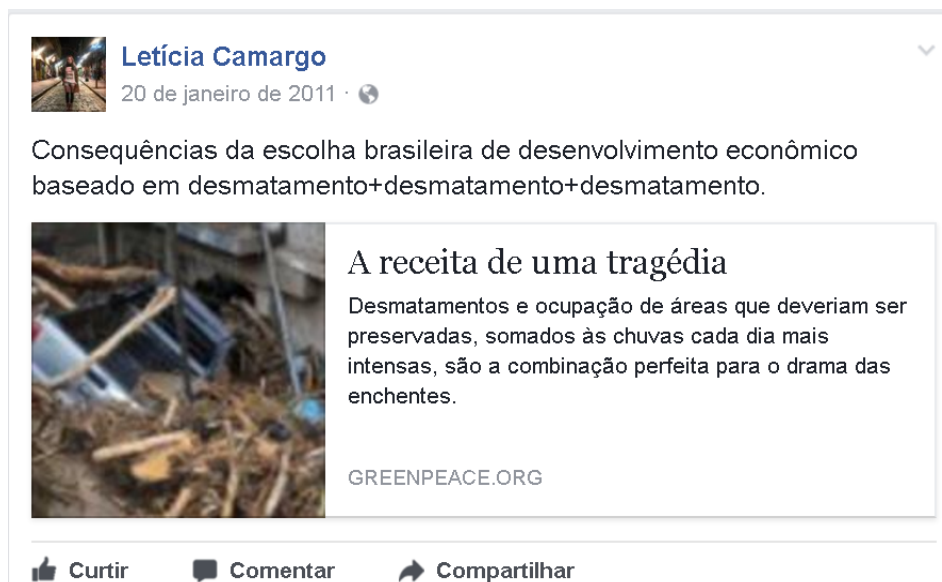 Letícia Camargo
20 de janeiro de 2011 ·
Consequências da escolha brasileira de desenvolvimento econômico
baseado em desmatamento+desmatamento+desmatamento.
A receita de uma tragédia
Desmatamentos e ocupação de áreas que deveriam ser
preservadas, somados às chuvas cada dia mais
intensas, são a combinação perfeita para o drama das
enchentes.
GREENPEACE.ORG
Curtir Comentar Compartilhar